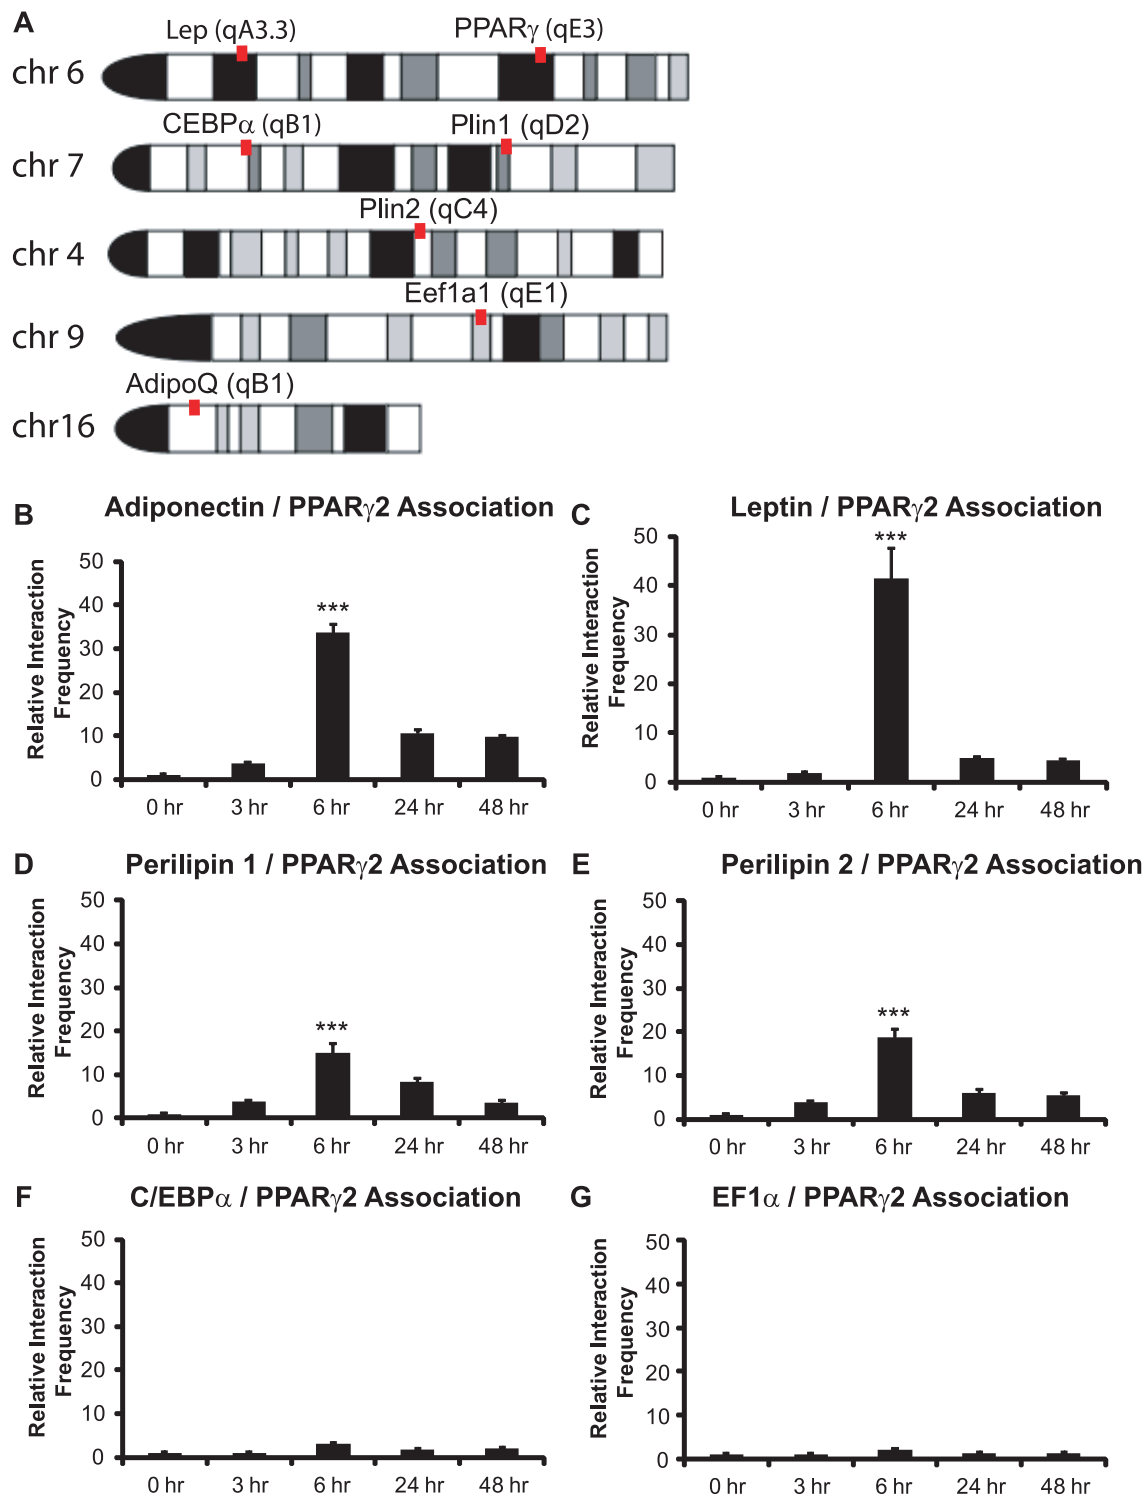 A
Lep (qA3.3) PPARγ (qE3)
chr 6
CEBPα (qB1) Plin1 (qD2)
chr 7
Plin2 (qC4)
chr 4
Eef1a1 (qE1)
chr 9
AdipoQ (qB1)
chr16
B Adiponectin / PPARγ2 Association
Relative Interaction
Frequency
50
40
30
20
10
0
***
0 hr 3 hr 6 hr 24 hr 48 hr
C Leptin / PPARγ2 Association
Relative Interaction
Frequency
50
40
30
20
10
0
***
0 hr 3 hr 6 hr 24 hr 48 hr
D Perilipin 1 / PPARγ2 Association
Relative Interaction
Frequency
50
40
30
20
10
0
***
0 hr 3 hr 6 hr 24 hr 48 hr
E Perilipin 2 / PPARγ2 Association
Relative Interaction
Frequency
50
40
30
20
10
0
***
0 hr 3 hr 6 hr 24 hr 48 hr
F C/EBPα / PPARγ2 Association
Relative Interaction
Frequency
50
40
30
20
10
0
0 hr 3 hr 6 hr 24 hr 48 hr
G EF1α / PPARγ2 Association
Relative Interaction
Frequency
50
40
30
20
10
0
0 hr 3 hr 6 hr 24 hr 48 hr